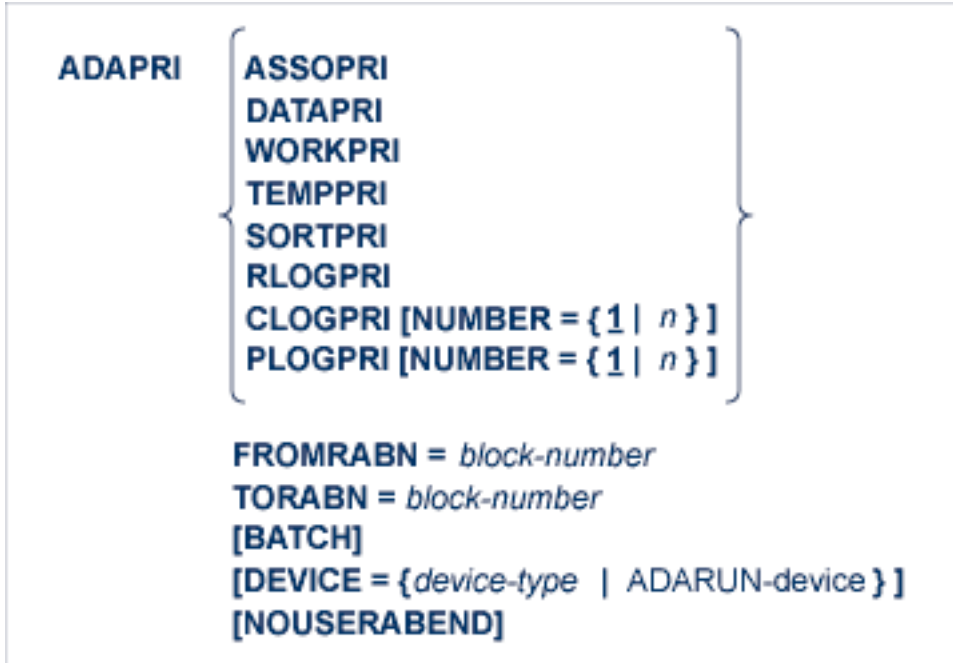 ADAPRI { ASSOPRI }
DATAPRI
WORKPRI
TEMPPRI
SORTPRI
RLOGPRI
CLOGPRI [NUMBER = { 1 | n } ]
PLOGPRI [NUMBER = { 1 | n } ]
FROMRABN = block-number
TORABN = block-number
[BATCH]
[DEVICE = {device-type | ADARUN-device } ]
[NOUSERABEND]